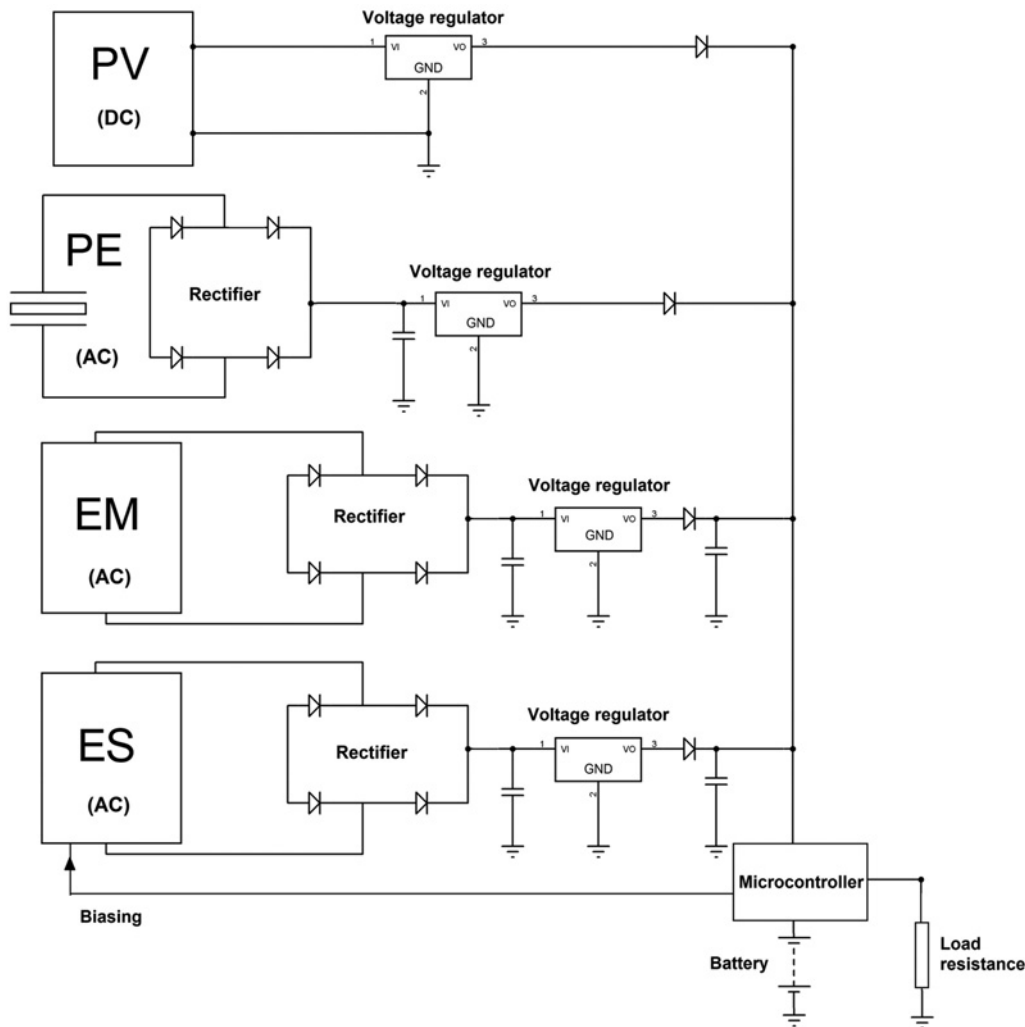 Voltage regulator
PV
(DC)
1 VI VO 3
GND
2
PE
(AC)
Rectifier
Voltage regulator
1 VI VO 3
GND
2
EM
(AC)
Rectifier
Voltage regulator
1 VI VO 3
GND
2
ES
(AC)
Rectifier
Voltage regulator
1 VI VO 3
GND
2
Biasing
Microcontroller
Battery
Load
resistance